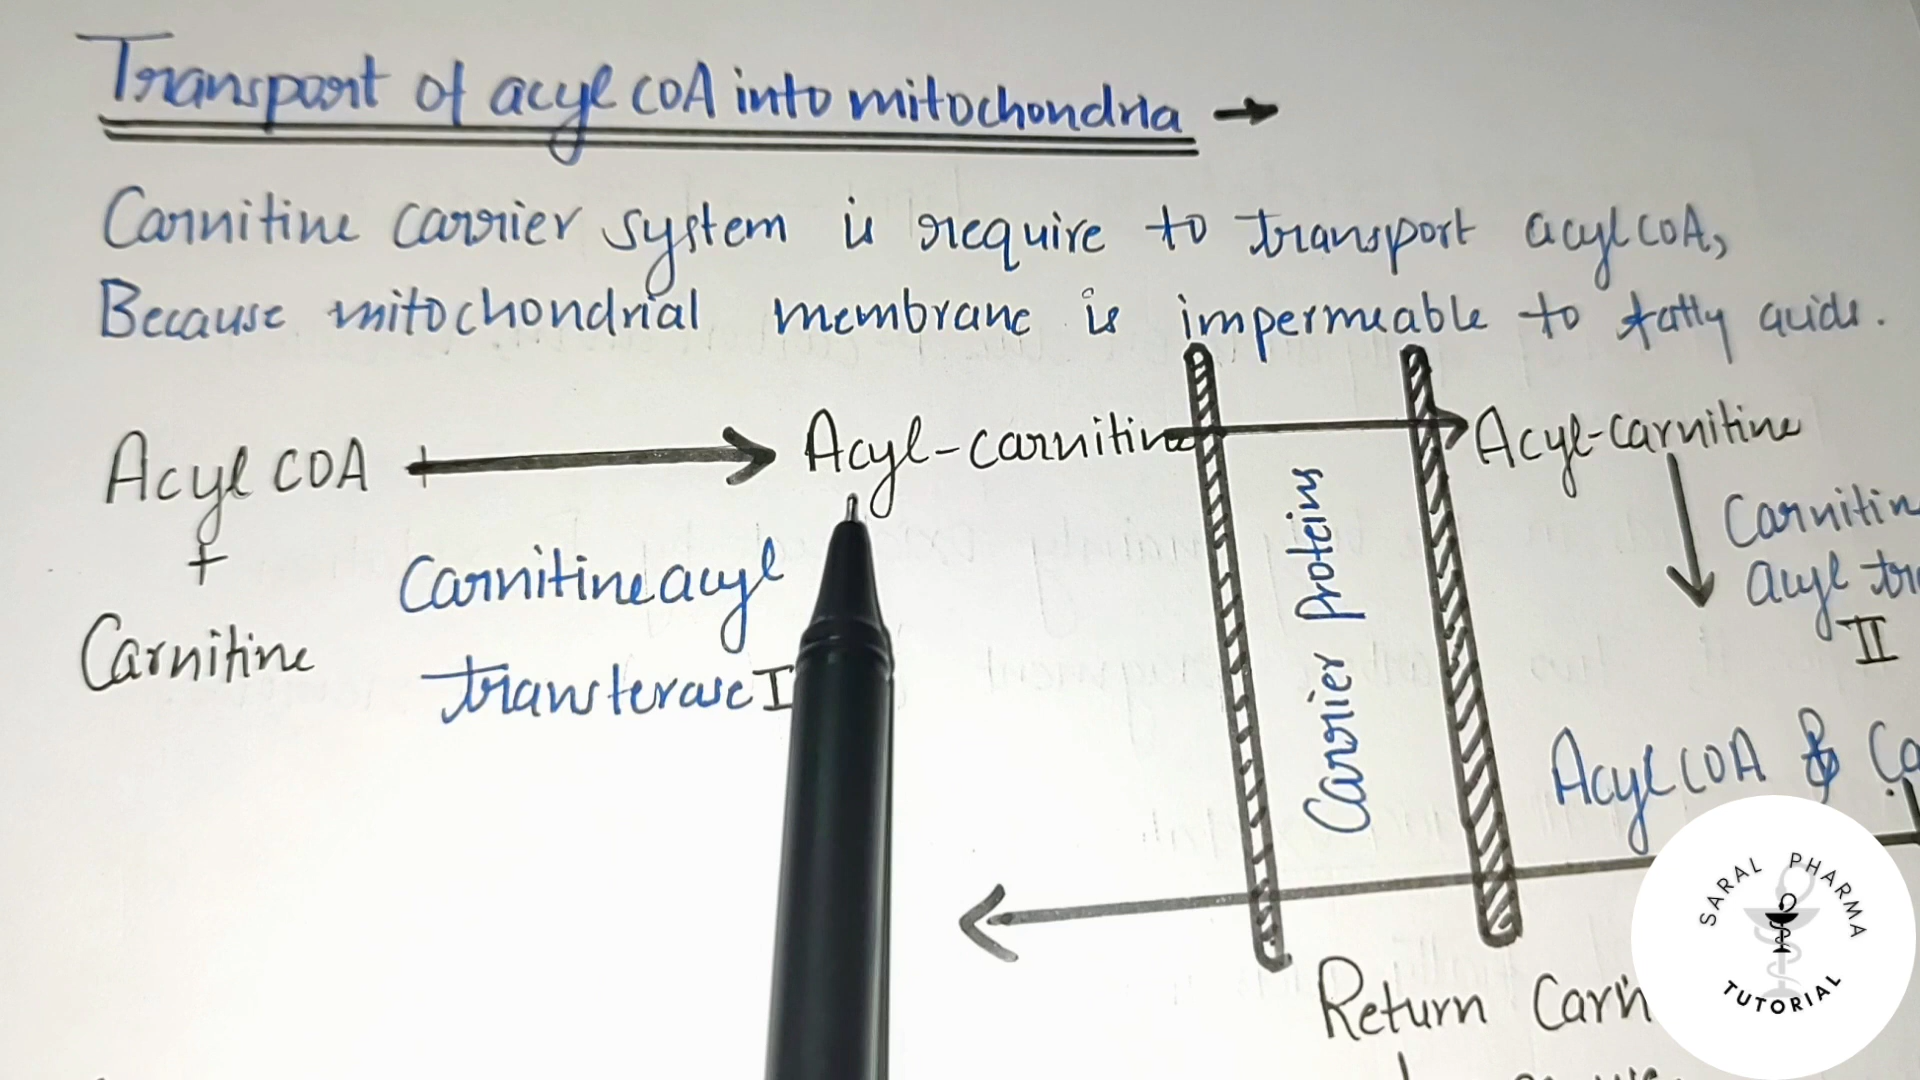 Transport of acyl COA into mitochondria →
Carnitine carrier system is require to transport acyl COA,
Because mitochondrial membrane is impermeable to fatty acids.
Acyl COA + → Acyl-carnitine → Acyl-carnitine
+
Carnitine
Carnitine acyl
transferase I
Carrier proteins
Carnitin
acyl
II
Acyl COA &
Return
SARAL PHARMA
TUTORIAL